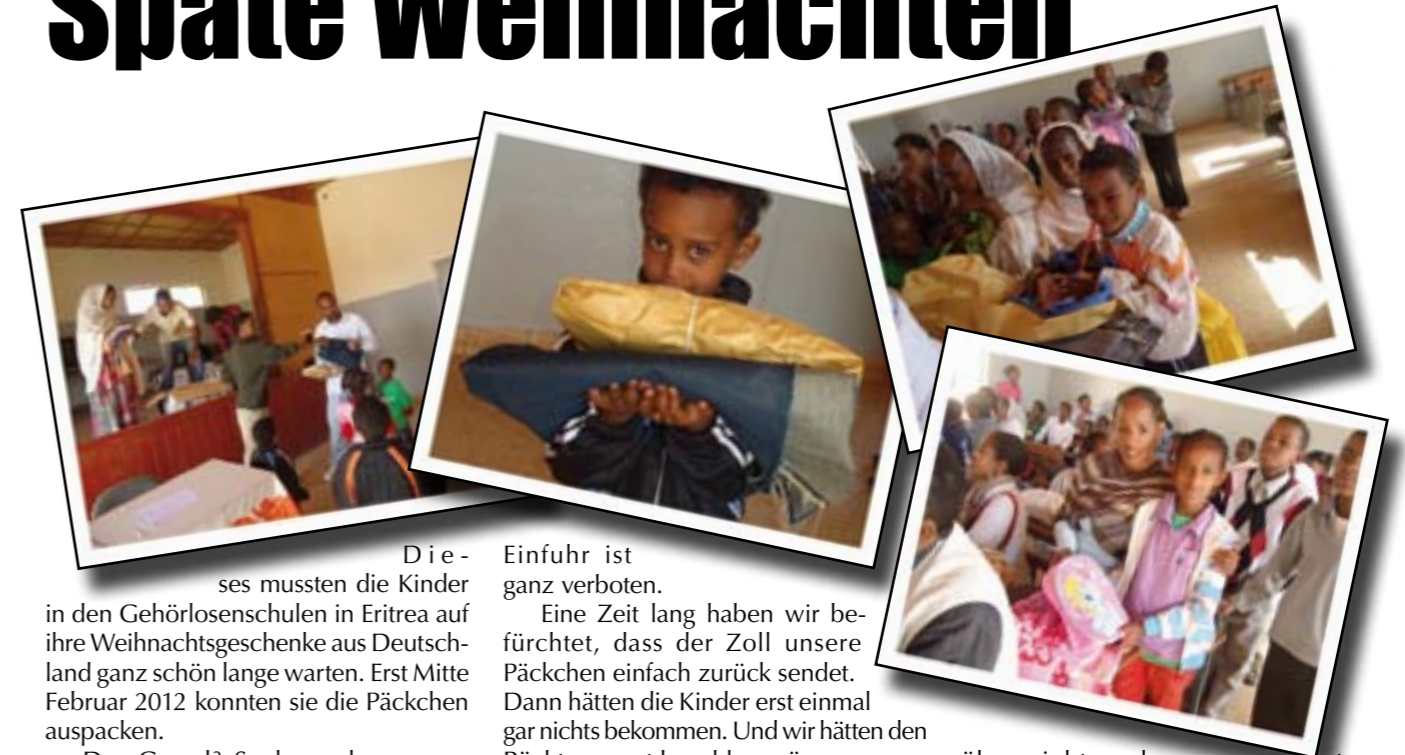 Späte Weihnachten
Die-
ses mussten die Kinder
in den Gehörlosenschulen in Eritrea auf
ihre Weihnachtsgeschenke aus Deutsch-
land ganz schön lange warten. Erst Mitte
Februar 2012 konnten sie die Päckchen
auspacken.
Einfuhr ist
ganz verboten.
Eine Zeit lang haben wir be-
fürchtet, dass der Zoll unsere
Päckchen einfach zurück sendet.
Dann hätten die Kinder erst einmal
gar nichts bekommen. Und wir hätten den